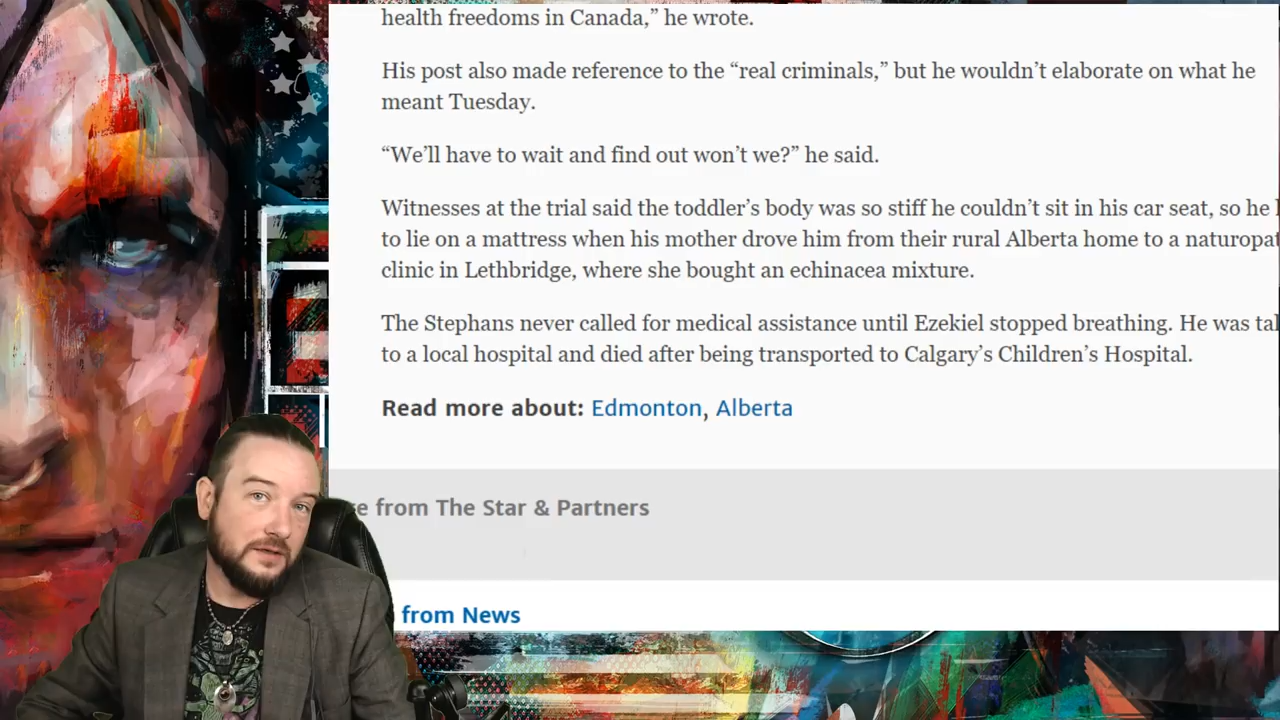 health freedoms in Canada,” he wrote.
His post also made reference to the “real criminals,” but he wouldn’t elaborate on what he
meant Tuesday.
“We’ll have to wait and find out won’t we?” he said.
Witnesses at the trial said the toddler’s body was so stiff he couldn’t sit in his car seat, so he
to lie on a mattress when his mother drove him from their rural Alberta home to a naturopat
clinic in Lethbridge, where she bought an echinacea mixture.
The Stephans never called for medical assistance until Ezekiel stopped breathing. He was ta
to a local hospital and died after being transported to Calgary’s Children’s Hospital.
Read more about: Edmonton, Alberta
from The Star & Partners
from News